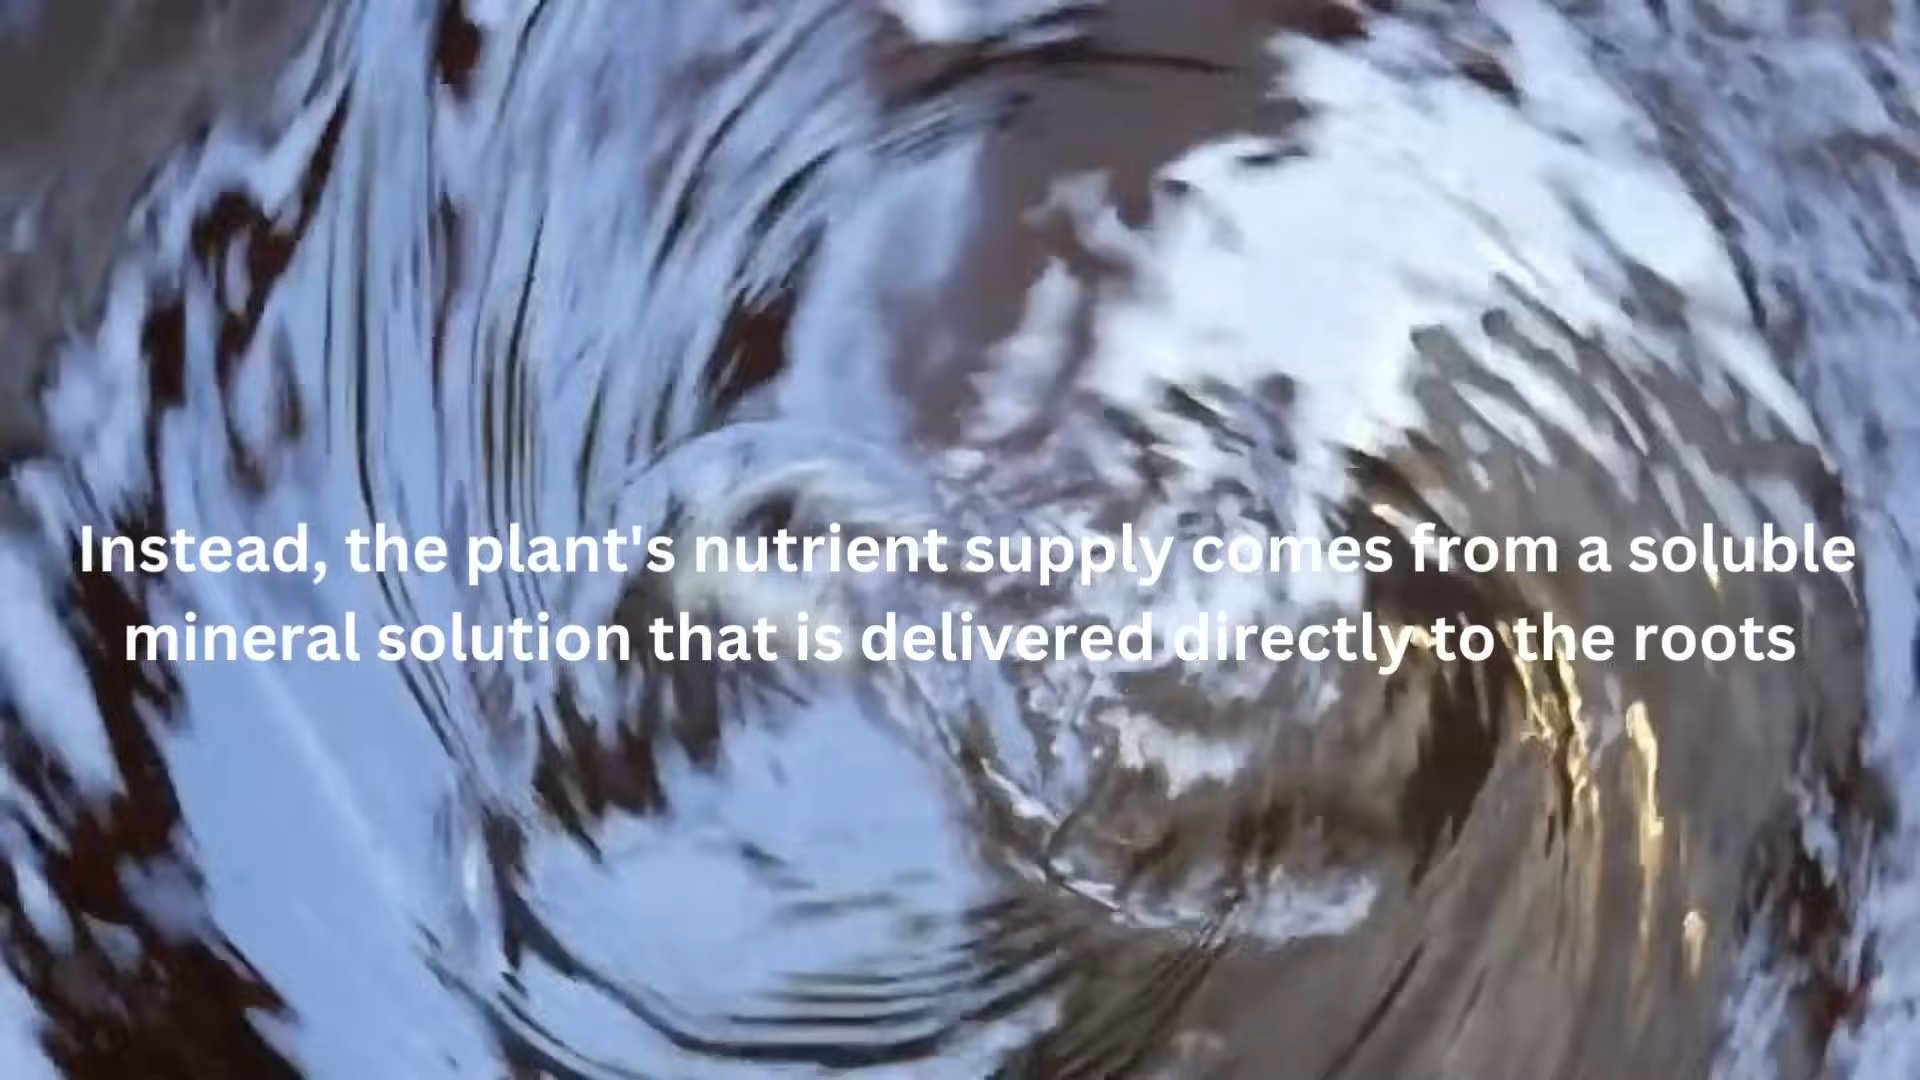 Instead, the plant's nutrient supply comes from a soluble
mineral solution that is delivered directly to the roots